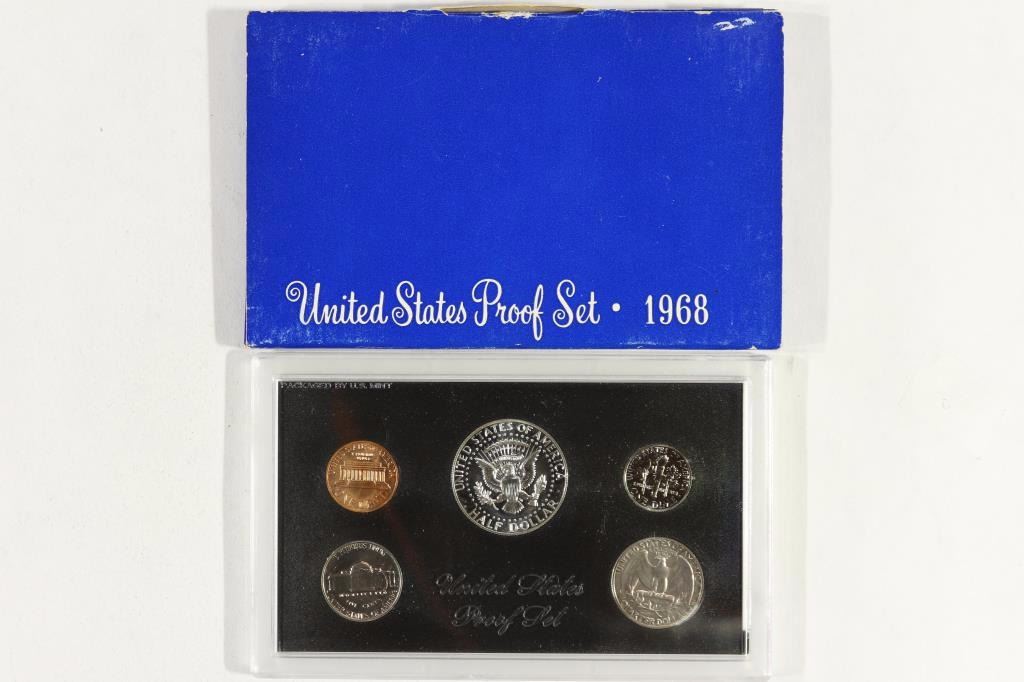 United States Proof Set • 1968
PACKAGED BY U.S. MINT
UNITED STATES OF AMERICA
HALF DOLLAR
United States
Proof Set